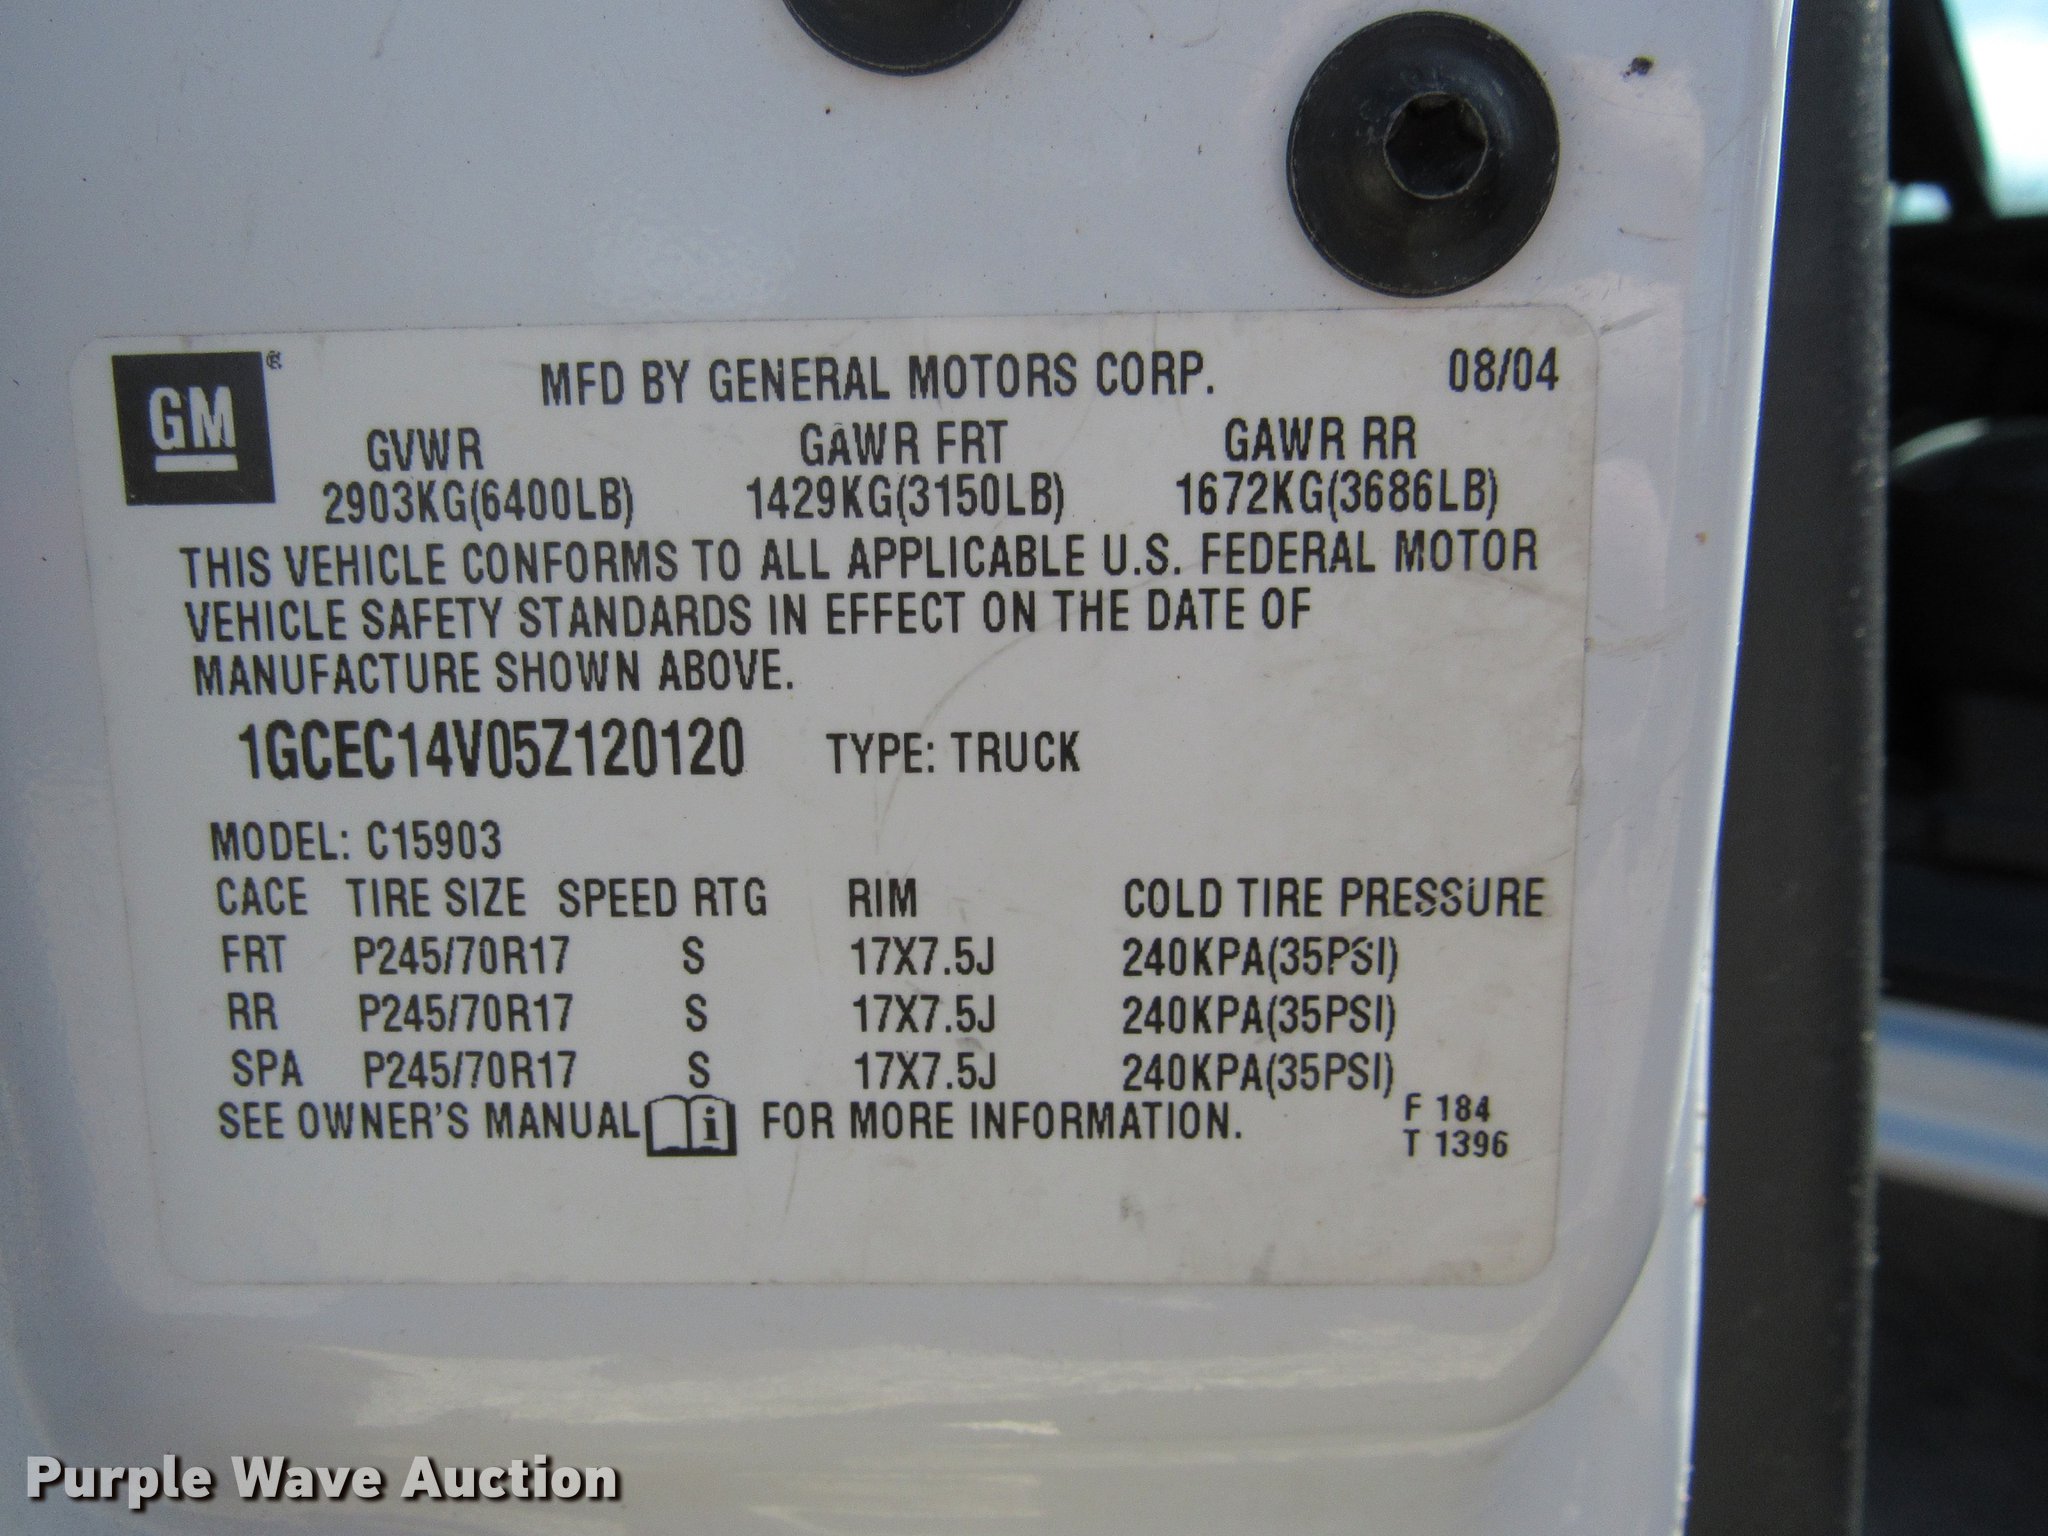 GM
MFD BY GENERAL MOTORS CORP. 08/04
GVWR GAWR FRT GAWR RR
2903KG(6400LB) 1429KG(3150LB) 1672KG(3686LB)
THIS VEHICLE CONFORMS TO ALL APPLICABLE U.S. FEDERAL MOTOR
VEHICLE SAFETY STANDARDS IN EFFECT ON THE DATE OF
MANUFACTURE SHOWN ABOVE.
1GCEC14V05Z120120 TYPE: TRUCK
MODEL: C15903
CACE TIRE SIZE SPEED RTG RIM COLD TIRE PRESSURE
FRT P245/70R17 S 17X7.5J 240KPA(35PSI)
RR P245/70R17 S 17X7.5J 240KPA(35PSI)
SPA P245/70R17 S 17X7.5J 240KPA(35PSI)
SEE OWNER'S MANUAL i FOR MORE INFORMATION.
F 184
T 1396
Purple Wave Auction